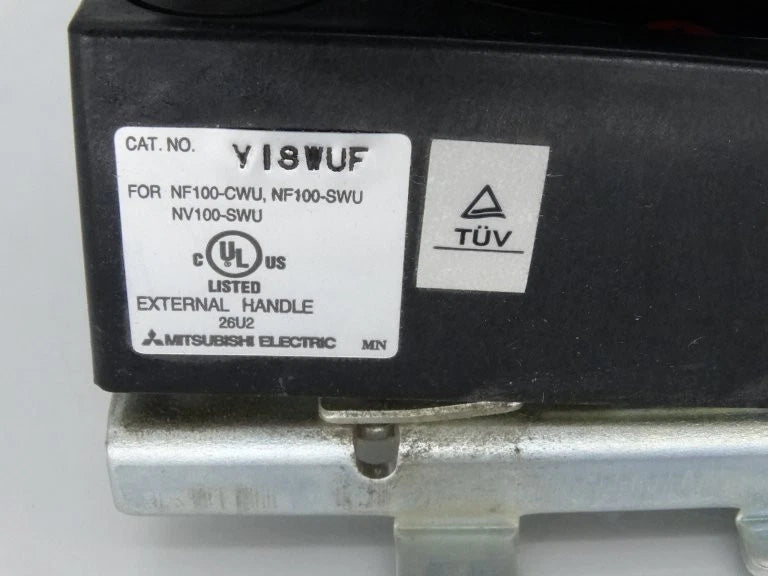 CAT. NO. Y1SWUF
FOR NF100-CWU, NF100-SWU
NV100-SWU
C UL US
®
LISTED
EXTERNAL HANDLE
26U2
MITSUBISHI ELECTRIC MN
TÜV